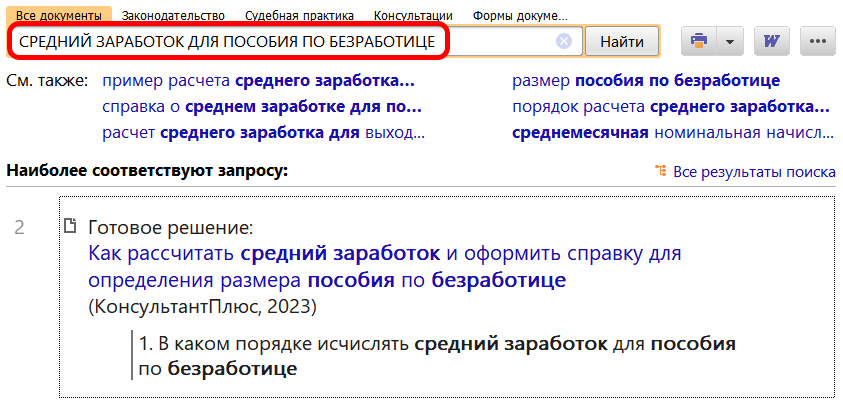 Все документы Законодательство Судебная практика Консультации Формы докуме...
СРЕДНИЙ ЗАРАБОТОК ДЛЯ ПОСОБИЯ ПО БЕЗРАБОТИЦЕ Найти W
См. также: пример расчета среднего заработка... размер пособия по безработице
справка о среднем заработке для по... порядок расчета среднего заработка...
расчет среднего заработка для выход... среднемесячная номинальная начисл...
Наиболее соответствуют запросу: Все результаты поиска
2 Готовое решение:
Как рассчитать средний заработок и оформить справку для
определения размера пособия по безработице
(КонсультантПлюс, 2023)
1. В каком порядке исчислять средний заработок для пособия
по безработице